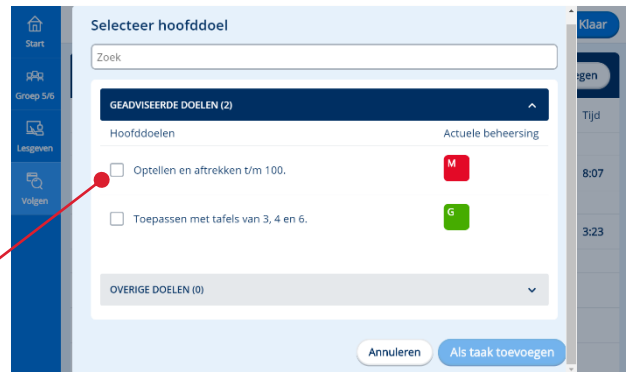 Start
Groep 5/6
Lesgeven
Volgen
Selecteer hoofddoel
Zoek
GEADVISEERDE DOELEN (2)
Hoofddoelen Actuele beheersing
Optellen en aftrekken t/m 100. M
Toepassen met tafels van 3, 4 en 6. G
OVERIGE DOELEN (0)
Annuleren Als taak toevoegen
Klaar
egen
Tijd
8:07
3:23